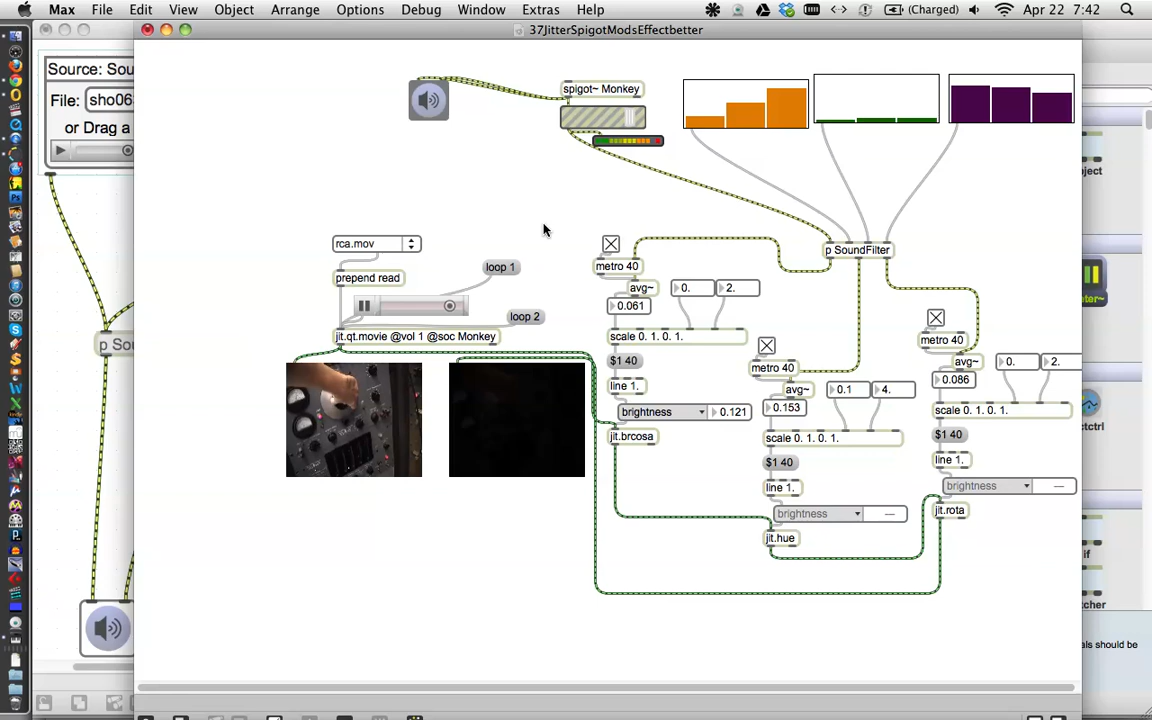 Max File Edit View Object Arrange Options Debug Window Extras Help (Charged) Apr 22 7:42
37JitterSpigotModsEffectbetter
Source: Sou
File: sho06
or Drag a
p Sou
spigot~ Monkey
rca.mov
prepend read
loop 1
loop 2
jit.qt.movie @vol 1 @soc Monkey
p SoundFilter
metro 40
avg~
0. 2.
0.061
scale 0. 1. 0. 1.
$1 40
line 1.
brightness 0.121
jit.brcosa
metro 40
avg~
0.1 4.
0.153
scale 0. 1. 0. 1.
$1 40
line 1.
brightness —
jit.hue
metro 40
avg~
0. 2.
0.086
scale 0. 1. 0. 1.
$1 40
line 1.
brightness —
jit.rota
oject
eter~
ctctrl
if
tcher
als should be